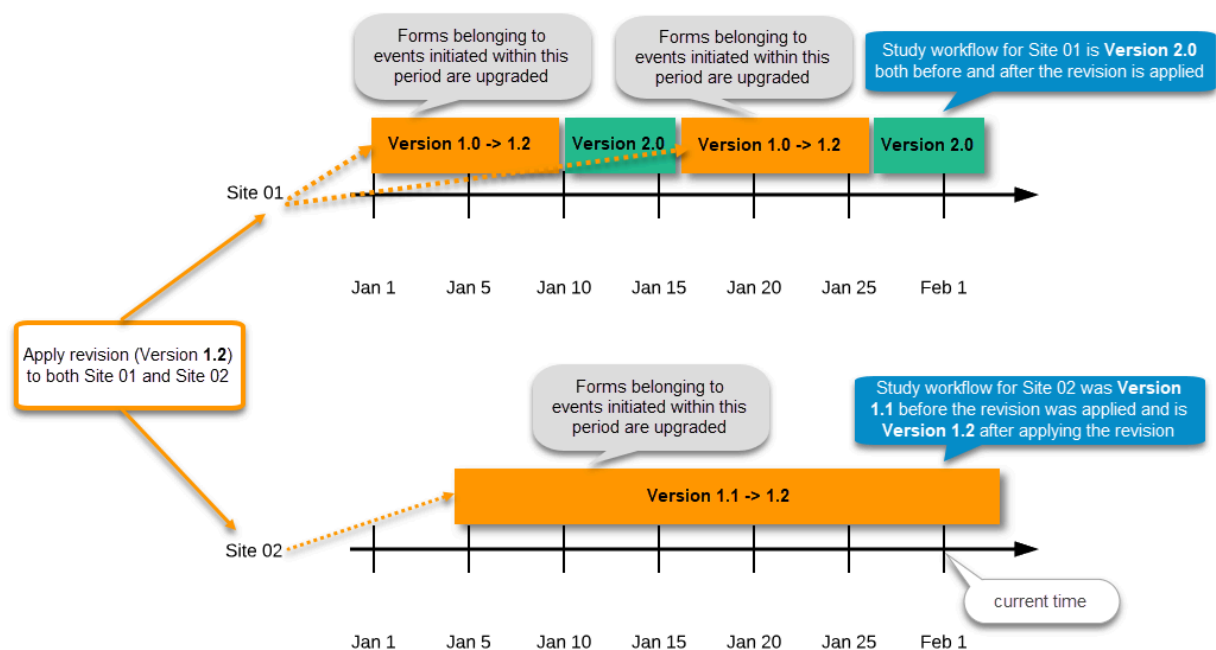 Forms belonging to
events initiated within this
period are upgraded
Forms belonging to
events initiated within this
period are upgraded
Study workflow for Site 01 is Version 2.0
both before and after the revision is applied
Version 1.0 -> 1.2
Version 2.0
Version 1.0 -> 1.2
Version 2.0
Site 01
Jan 1
Jan 5
Jan 10
Jan 15
Jan 20
Jan 25
Feb 1
Apply revision (Version 1.2)
to both Site 01 and Site 02
Forms belonging to
events initiated within this
period are upgraded
Study workflow for Site 02 was Version
1.1 before the revision was applied and is
Version 1.2 after applying the revision
Version 1.1 -> 1.2
Site 02
current time
Jan 1
Jan 5
Jan 10
Jan 15
Jan 20
Jan 25
Feb 1